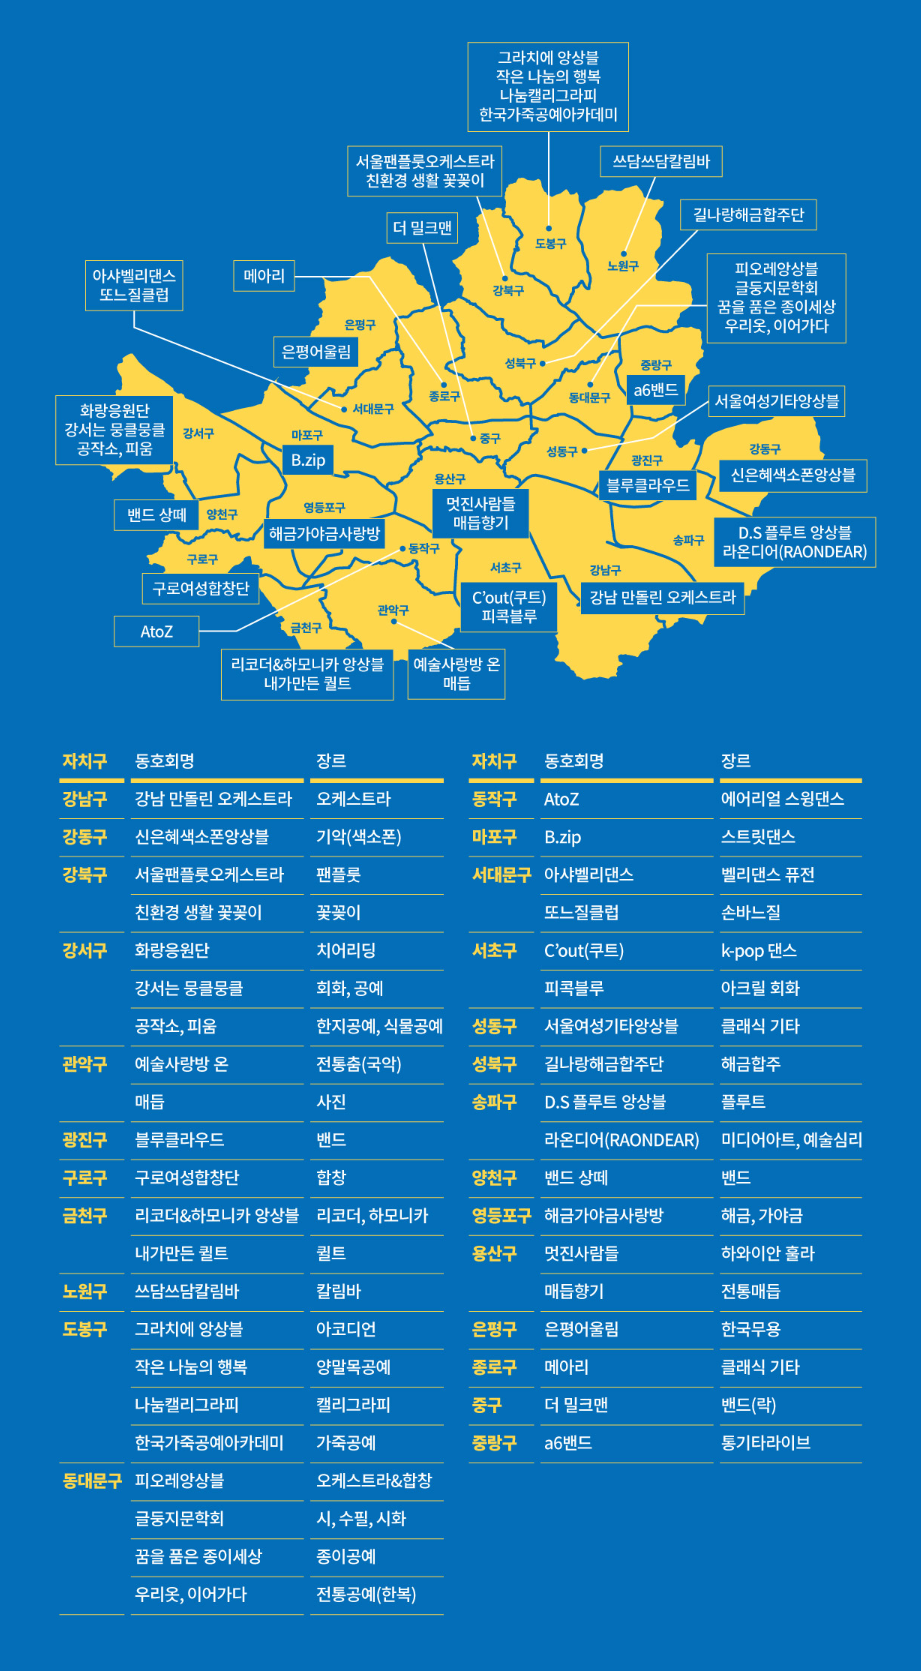 그라치에 앙상블
작은 나눔의 행복
나눔캘리그라피
한국가죽공예아카데미
서울팬플룻오케스트라
친환경 생활 꽃꽂이
쓰담쓰담칼림바
더 밀크맨
길나랑해금합주단
도봉구
노원구
아샤벨리댄스
또느질클럽
메아리
강북구
피오레앙상블
글둥지문학회
꿈을 품은 종이세상
우리옷, 이어가다
은평구
은평어울림
성북구
중랑구
a6밴드
종로구
동대문구
서대문구
서울여성기타앙상블
화랑응원단
강서는 뭉클뭉클
공작소, 피움
강서구
마포구
B.zip
중구
성동구
광진구
블루클라우드
강동구
신은혜색소폰앙상블
용산구
멋진사람들
매듭향기
밴드 상떼
양천구
영등포구
해금가야금사랑방
D.S 플루트 앙상블
라온디어(RAONDEAR)
송파구
동작구
구로구
구로여성합창단
서초구
C’out(쿠트)
피콕블루
강남구
강남 만돌린 오케스트라
관악구
금천구
AtoZ
리코더&하모니카 앙상블
내가만든 퀼트
예술사랑방 온
매듭
자치구 동호회명 장르
강남구 강남 만돌린 오케스트라 오케스트라
강동구 신은혜색소폰앙상블 기악(색소폰)
강북구 서울팬플룻오케스트라 팬플룻
친환경 생활 꽃꽂이 꽃꽂이
강서구 화랑응원단 치어리딩
강서는 뭉클뭉클 회화, 공예
공작소, 피움 한지공예, 식물공예
관악구 예술사랑방 온 전통춤(국악)
매듭 사진
광진구 블루클라우드 밴드
구로구 구로여성합창단 합창
금천구 리코더&하모니카 앙상블 리코더, 하모니카
내가만든 퀼트 퀼트
노원구 쓰담쓰담칼림바 칼림바
도봉구 그라치에 앙상블 아코디언
작은 나눔의 행복 양말목공예
나눔캘리그라피 캘리그라피
한국가죽공예아카데미 가죽공예
동대문구 피오레앙상블 오케스트라&합창
글둥지문학회 시, 수필, 시화
꿈을 품은 종이세상 종이공예
우리옷, 이어가다 전통공예(한복)
자치구 동호회명 장르
동작구 AtoZ 에어리얼 스윙댄스
마포구 B.zip 스트릿댄스
서대문구 아샤벨리댄스 벨리댄스 퓨전
또느질클럽 손바느질
서초구 C’out(쿠트) k-pop 댄스
피콕블루 아크릴 회화
성동구 서울여성기타앙상블 클래식 기타
성북구 길나랑해금합주단 해금합주
송파구 D.S 플루트 앙상블 플루트
라온디어(RAONDEAR) 미디어아트, 예술심리
양천구 밴드 상떼 밴드
영등포구 해금가야금사랑방 해금, 가야금
용산구 멋진사람들 하와이안 훌라
매듭향기 전통매듭
은평구 은평어울림 한국무용
종로구 메아리 클래식 기타
중구 더 밀크맨 밴드(락)
중랑구 a6밴드 통기타라이브